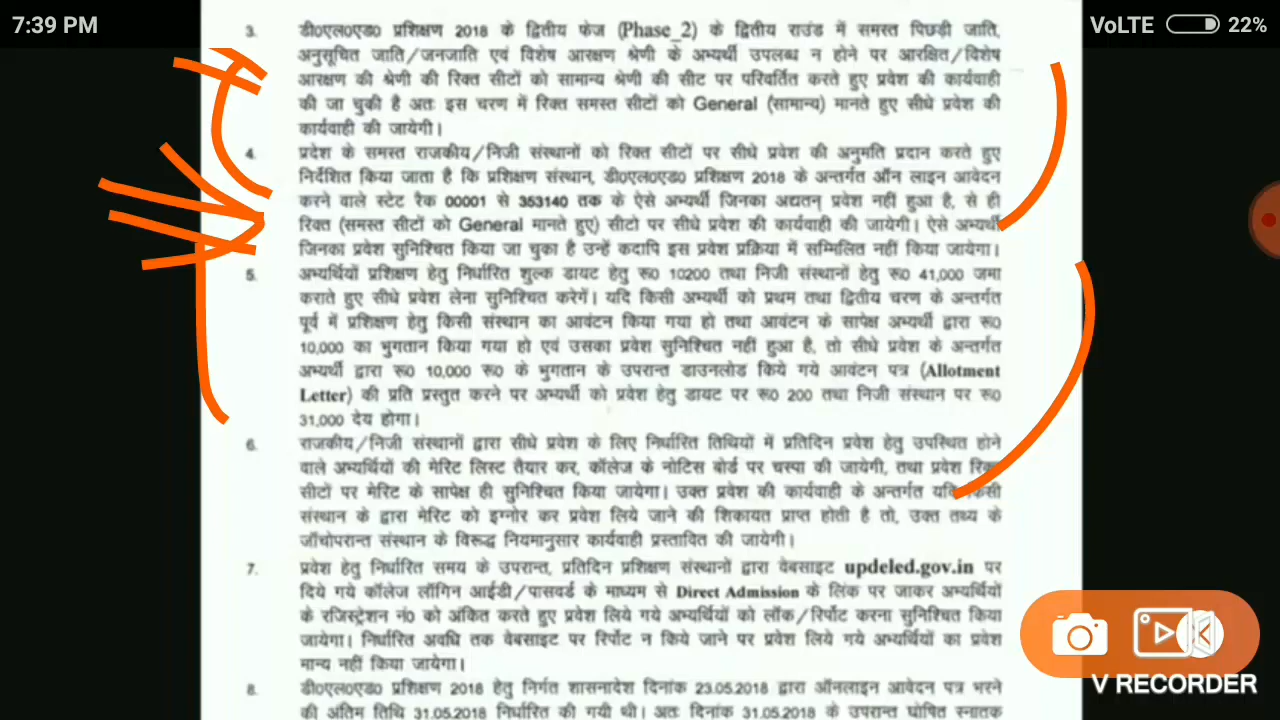 7:39 PM
VoLTE 22%
3. डी०एल०एड० प्रशिक्षण 2018 के द्वितीय फेज (Phase_2) के द्वितीय राउंड में समस्त पिछड़ी जाति,
अनुसूचित जाति/जनजाति एवं विशेष आरक्षण श्रेणी के अभ्यर्थी उपलब्ध न होने पर आरक्षित/विशेष
आरक्षण की श्रेणी की रिक्त सीटों को सामान्य श्रेणी की सीट पर परिवर्तित करते हुए प्रवेश की कार्यवाही
की जा चुकी है अतः इस चरण में रिक्त समस्त सीटों को General (सामान्य) मानते हुए सीधे प्रवेश की
कार्यवाही की जायेगी।
4. प्रदेश के समस्त राजकीय/निजी संस्थानों को रिक्त सीटों पर सीधे प्रवेश की अनुमति प्रदान करते हुए
निर्देशित किया जाता है कि प्रशिक्षण संस्थान, डी०एल०एड० प्रशिक्षण 2018 के अन्तर्गत ऑन लाइन आवेदन
करने वाले स्टेट रैक 00001 से 353140 तक के ऐसे अभ्यर्थी जिनका अद्यतन् प्रवेश नहीं हुआ है, से ही
रिक्त (समस्त सीटों को General मानते हुए) सीटो पर सीधे प्रवेश की कार्यवाही की जायेगी। ऐसे अभ्यर्थी
जिनका प्रवेश सुनिश्चित किया जा चुका है उन्हें कदापि इस प्रवेश प्रक्रिया में सम्मिलित नहीं किया जायेगा।
5. अभ्यर्थियों प्रशिक्षण हेतु निर्धारित शुल्क डायट हेतु रू0 10200 तथा निजी संस्थानों हेतु रू0 41,000 जमा
कराते हुए सीधे प्रवेश लेना सुनिश्चित करेगें। यदि किसी अभ्यर्थी को प्रथम तथा द्वितीय चरण के अन्तर्गत
पूर्व में प्रशिक्षण हेतु किसी संस्थान का आवंटन किया गया हो तथा आवंटन के सापेक्ष अभ्यर्थी द्वारा रू0
10,000 का भुगतान किया गया हो एवं उसका प्रवेश सुनिश्चित नहीं हुआ है, तो सीधे प्रवेश के अन्तर्गत
अभ्यर्थी द्वारा रू0 10,000 रू0 के भुगतान के उपरान्त डाउनलोड किये गये आवंटन पत्र (Allotment
Letter) की प्रति प्रस्तुत करने पर अभ्यर्थी को प्रवेश हेतु डायट पर रू0 200 तथा निजी संस्थान पर रू0
31,000 देय होगा।
6. राजकीय/निजी संस्थानों द्वारा सीधे प्रवेश के लिए निर्धारित तिथियों में प्रतिदिन प्रवेश हेतु उपस्थित होने
वाले अभ्यर्थियों की मेरिट लिस्ट तैयार कर, कॉलेज के नोटिस बोर्ड पर चस्पा की जायेगी, तथा प्रवेश रिक्त
सीटों पर मेरिट के सापेक्ष ही सुनिश्चित किया जायेगा। उक्त प्रवेश की कार्यवाही के अन्तर्गत यदि किसी
संस्थान के द्वारा मेरिट को इग्नोर कर प्रवेश लिये जाने की शिकायत प्राप्त होती है तो, उक्त तथ्य के
जॉचोपरान्त संस्थान के विरूद्ध नियमानुसार कार्यवाही प्रस्तावित की जायेगी।
7. प्रवेश हेतु निर्धारित समय के उपरान्त, प्रतिदिन प्रशिक्षण संस्थानों द्वारा वेबसाइट updeled.gov.in पर
दिये गये कॉलेज लॉगिन आईडी/पासवर्ड के माध्यम से Direct Admission के लिंक पर जाकर अभ्यर्थियों
के रजिस्ट्रेशन नं0 को अंकित करते हुए प्रवेश लिये गये अभ्यर्थियों को लॉक/रिर्पोट करना सुनिश्चित किया
जायेगा। निर्धारित अवधि तक वेबसाइट पर रिर्पोट न किये जाने पर प्रवेश लिये गये अभ्यर्थियों का प्रवेश
मान्य नहीं किया जायेगा।
8. डी०एल०एड० प्रशिक्षण 2018 हेतु निर्गत शासनादेश दिनांक 23.05.2018 द्वारा ऑनलाइन आवेदन पत्र भरने
की अंतिम तिथि 31.05.2018 निर्धारित की गयी थी। अतः दिनांक 31.05.2018 के उपरान्त घोषित स्नातक
V RECORDER